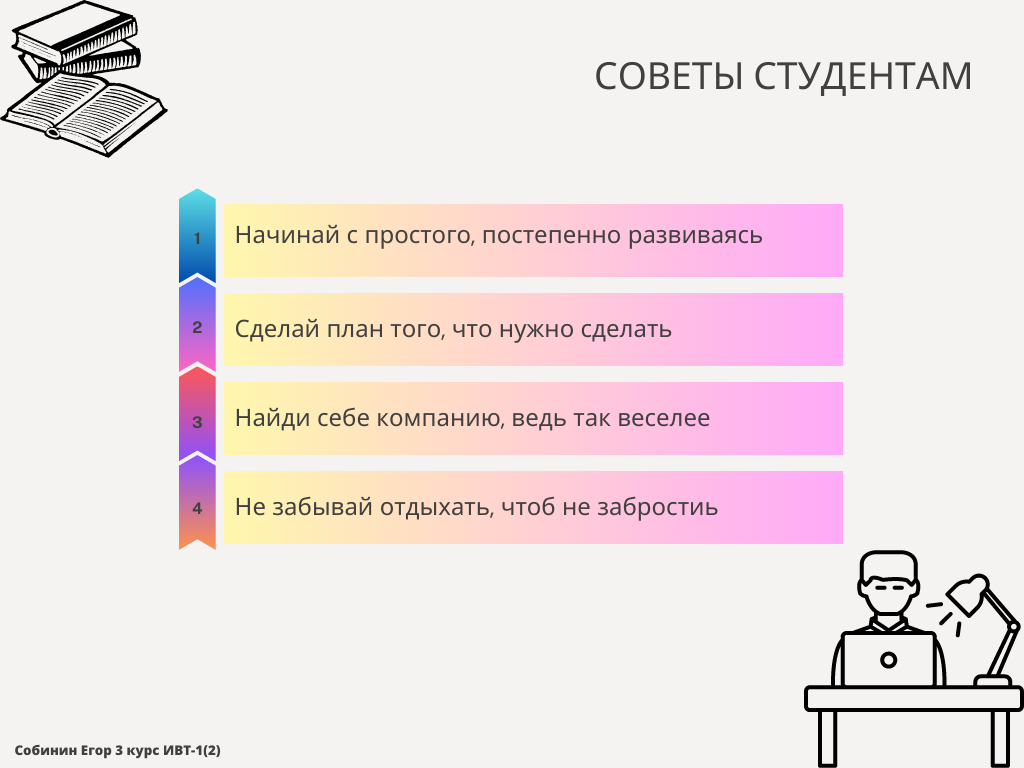 СОВЕТЫ СТУДЕНТАМ
1
Начинай с простого, постепенно развиваясь
2
Сделай план того, что нужно сделать
3
Найди себе компанию, ведь так веселее
4
Не забывай отдыхать, чтоб не забростиь
Собинин Егор 3 курс ИВТ-1(2)